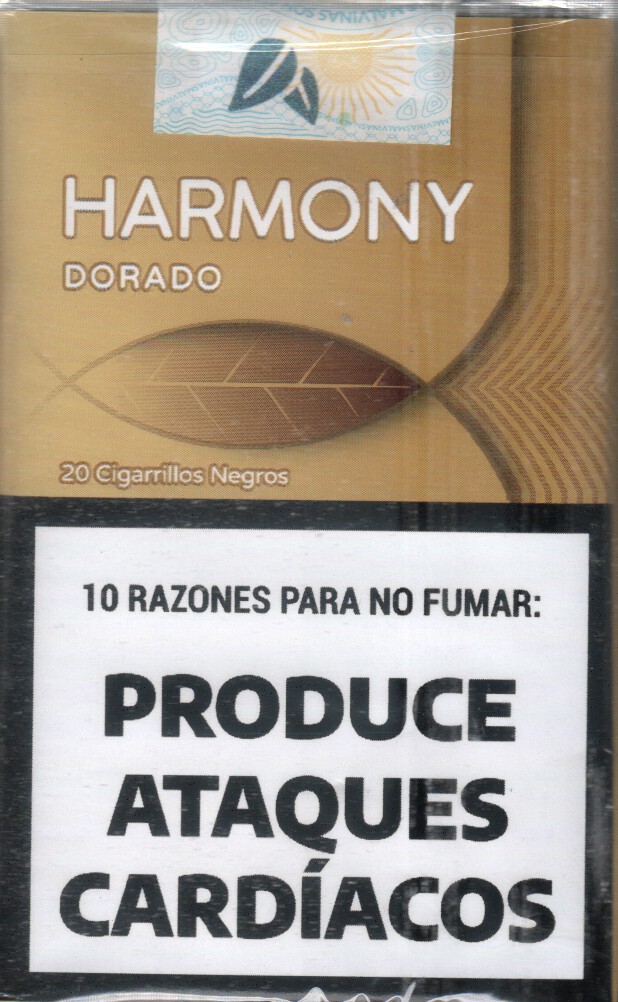 HARMONY
DORADO
20 Cigarrillos Negros
10 RAZONES PARA NO FUMAR:
PRODUCE
ATAQUES
CARDÍACOS